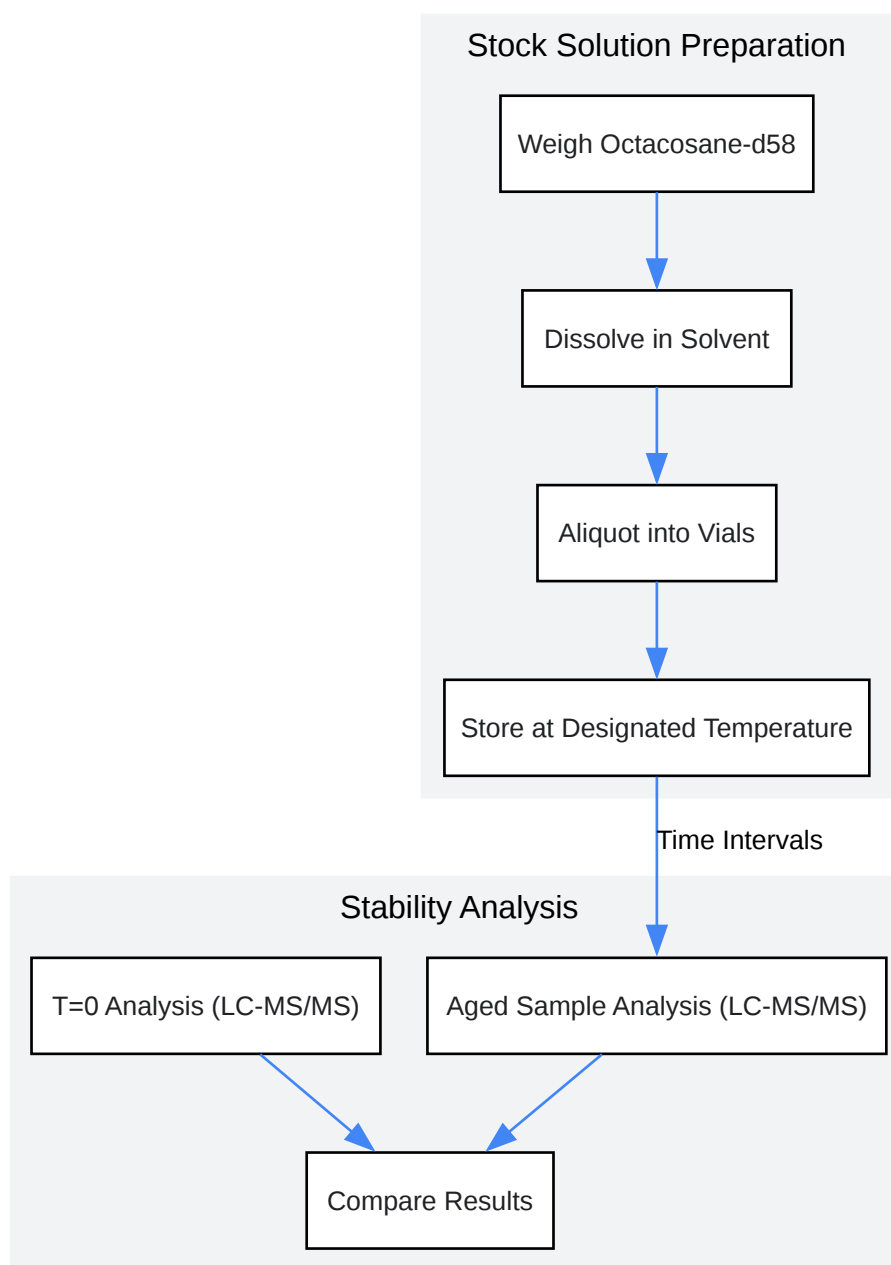 Stock Solution Preparation
Weigh Octacosane-d58
Dissolve in Solvent
Aliquot into Vials
Store at Designated Temperature
Time Intervals
Stability Analysis
T=0 Analysis (LC-MS/MS)
Aged Sample Analysis (LC-MS/MS)
Compare Results